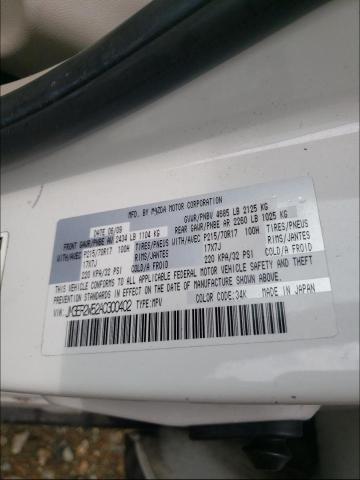 MFD. BY MAZDA MOTOR CORPORATION
DATE 06/09
GVWR/PNBV 4685 LB 2125 KG
FRONT GAWR/PNBE AV 2434 LB 1104 KG
REAR GAWR/PNBE AR 2260 LB 1025 KG
WITH/AVEC P215/70R17 100H TIRES/PNEUS
WITH/AVEC P215/70R17 100H TIRES/PNEUS
17X7J RIMS/JANTES
17X7J RIMS/JANTES
220 KPA/32 PSI COLD/A FROID
220 KPA/32 PSI COLD/A FROID
THIS VEHICLE CONFORMS TO ALL APPLICABLE FEDERAL MOTOR VEHICLE
SAFETY, BUMPER, AND THEFT PREVENTION STANDARDS IN EFFECT ON THE DATE OF
MANUFACTURE SHOWN ABOVE.
VIN: JM3ER2W52A0300402 TYPE:MPV
COLOR CODE: 34K MADE IN JAPAN